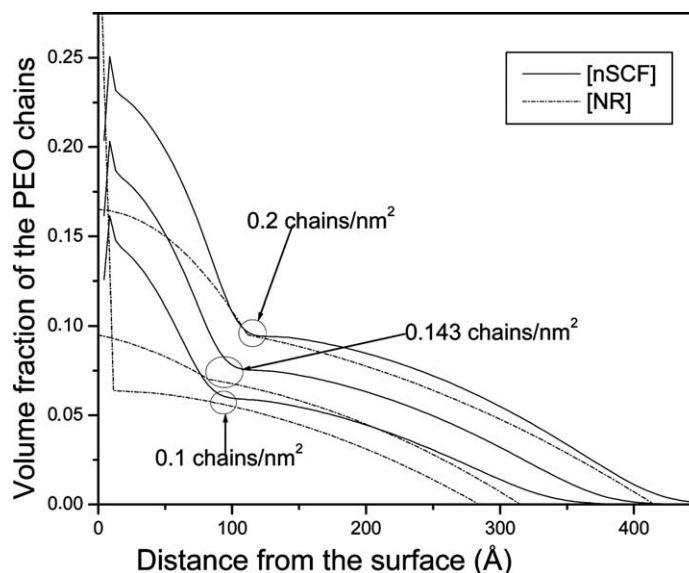 Volume fraction of the PEO chains
0.25
0.20
0.15
0.10
0.05
0.00
[nSCF]
[NR]
0.2 chains/nm²
0.143 chains/nm²
0.1 chains/nm²
0
100
200
300
400
Distance from the surface (Å)